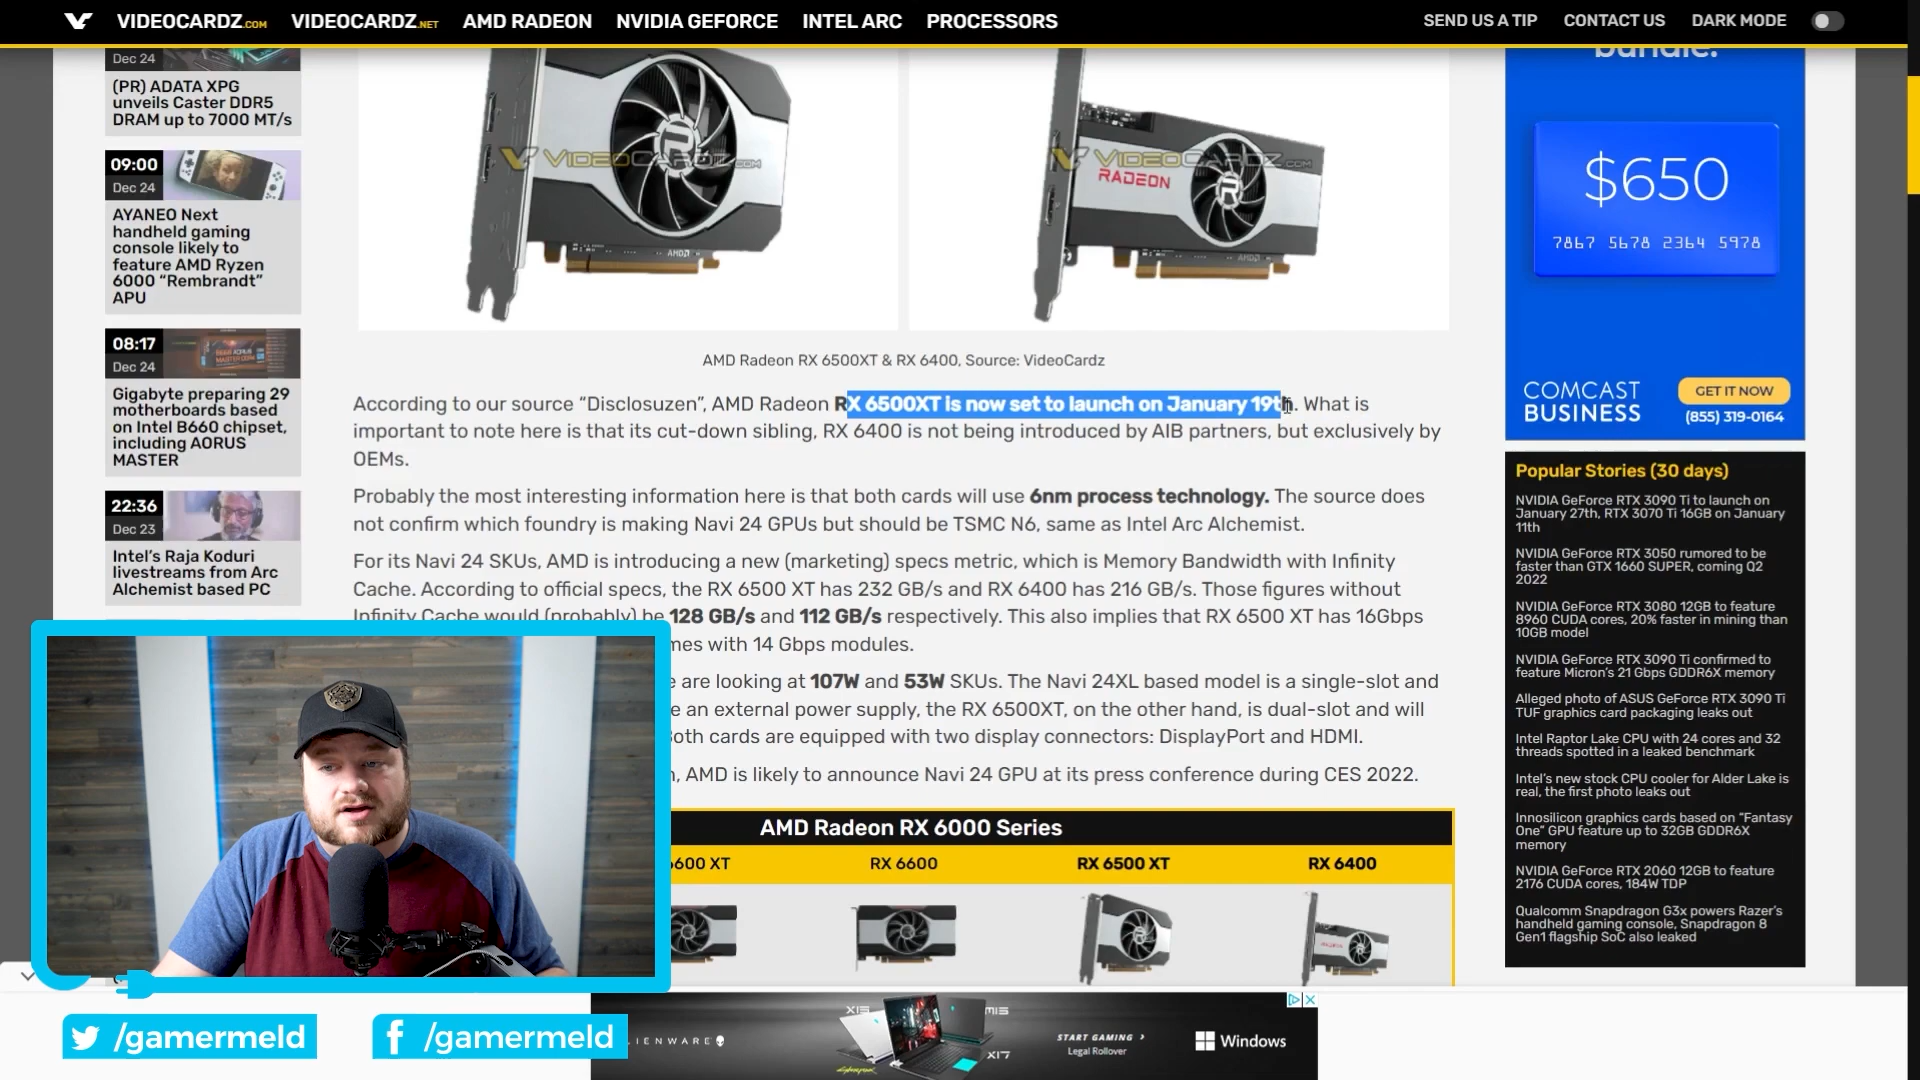 VIDEOCARDZ.COM VIDEOCARDZ.NET AMD RADEON NVIDIA GEFORCE INTEL ARC PROCESSORS SEND US A TIP CONTACT US DARK MODE
Dec 24
(PR) ADATA XPG
unveils Caster DDR5
DRAM up to 7000 MT/s
09:00
Dec 24
AYANEO Next
handheld gaming
console likely to
feature AMD Ryzen
6000 “Rembrandt”
APU
08:17
Dec 24
Gigabyte preparing 29
motherboards based
on Intel B660 chipset,
including AORUS
MASTER
22:36
Dec 23
Intel’s Raja Koduri
livestreams from Arc
Alchemist based PC
VIDEOCARDZ.COM
AMD
VIDEOCARDZ.COM
RADEON
AMD
AMD Radeon RX 6500XT & RX 6400, Source: VideoCardz
According to our source “Disclosuzen”, AMD Radeon RX 6500XT is now set to launch on January 19th. What is
important to note here is that its cut-down sibling, RX 6400 is not being introduced by AIB partners, but exclusively by
OEMs.
Probably the most interesting information here is that both cards will use 6nm process technology. The source does
not confirm which foundry is making Navi 24 GPUs but should be TSMC N6, same as Intel Arc Alchemist.
For its Navi 24 SKUs, AMD is introducing a new (marketing) specs metric, which is Memory Bandwidth with Infinity
Cache. According to official specs, the RX 6500 XT has 232 GB/s and RX 6400 has 216 GB/s. Those figures without
Infinity Cache would (probably) be 128 GB/s and 112 GB/s respectively. This also implies that RX 6500 XT has 16Gbps
mes with 14 Gbps modules.
e are looking at 107W and 53W SKUs. The Navi 24XL based model is a single-slot and
e an external power supply, the RX 6500XT, on the other hand, is dual-slot and will
oth cards are equipped with two display connectors: DisplayPort and HDMI.
, AMD is likely to announce Navi 24 GPU at its press conference during CES 2022.
AMD Radeon RX 6000 Series
600 XT RX 6600 RX 6500 XT RX 6400
bundle.
$650
7867 5678 2364 5978
COMCAST
BUSINESS
GET IT NOW
(855) 319-0164
Popular Stories (30 days)
NVIDIA GeForce RTX 3090 Ti to launch on
January 27th, RTX 3070 Ti 16GB on January
11th
NVIDIA GeForce RTX 3050 rumored to be
faster than GTX 1660 SUPER, coming Q2
2022
NVIDIA GeForce RTX 3080 12GB to feature
8960 CUDA cores, 20% faster in mining than
10GB model
NVIDIA GeForce RTX 3090 Ti confirmed to
feature Micron’s 21 Gbps GDDR6X memory
Alleged photo of ASUS GeForce RTX 3090 Ti
TUF graphics card packaging leaks out
Intel Raptor Lake CPU with 24 cores and 32
threads spotted in a leaked benchmark
Intel’s new stock CPU cooler for Alder Lake is
real, the first photo leaks out
Innosilicon graphics cards based on “Fantasy
One” GPU feature up to 32GB GDDR6X
memory
NVIDIA GeForce RTX 2060 12GB to feature
2176 CUDA cores, 184W TDP
Qualcomm Snapdragon G3x powers Razer’s
handheld gaming console, Snapdragon 8
Gen1 flagship SoC also leaked
/gamermeld /gamermeld
LIENWARE
X15
M15
X17
START GAMING
Legal Rollover
Windows